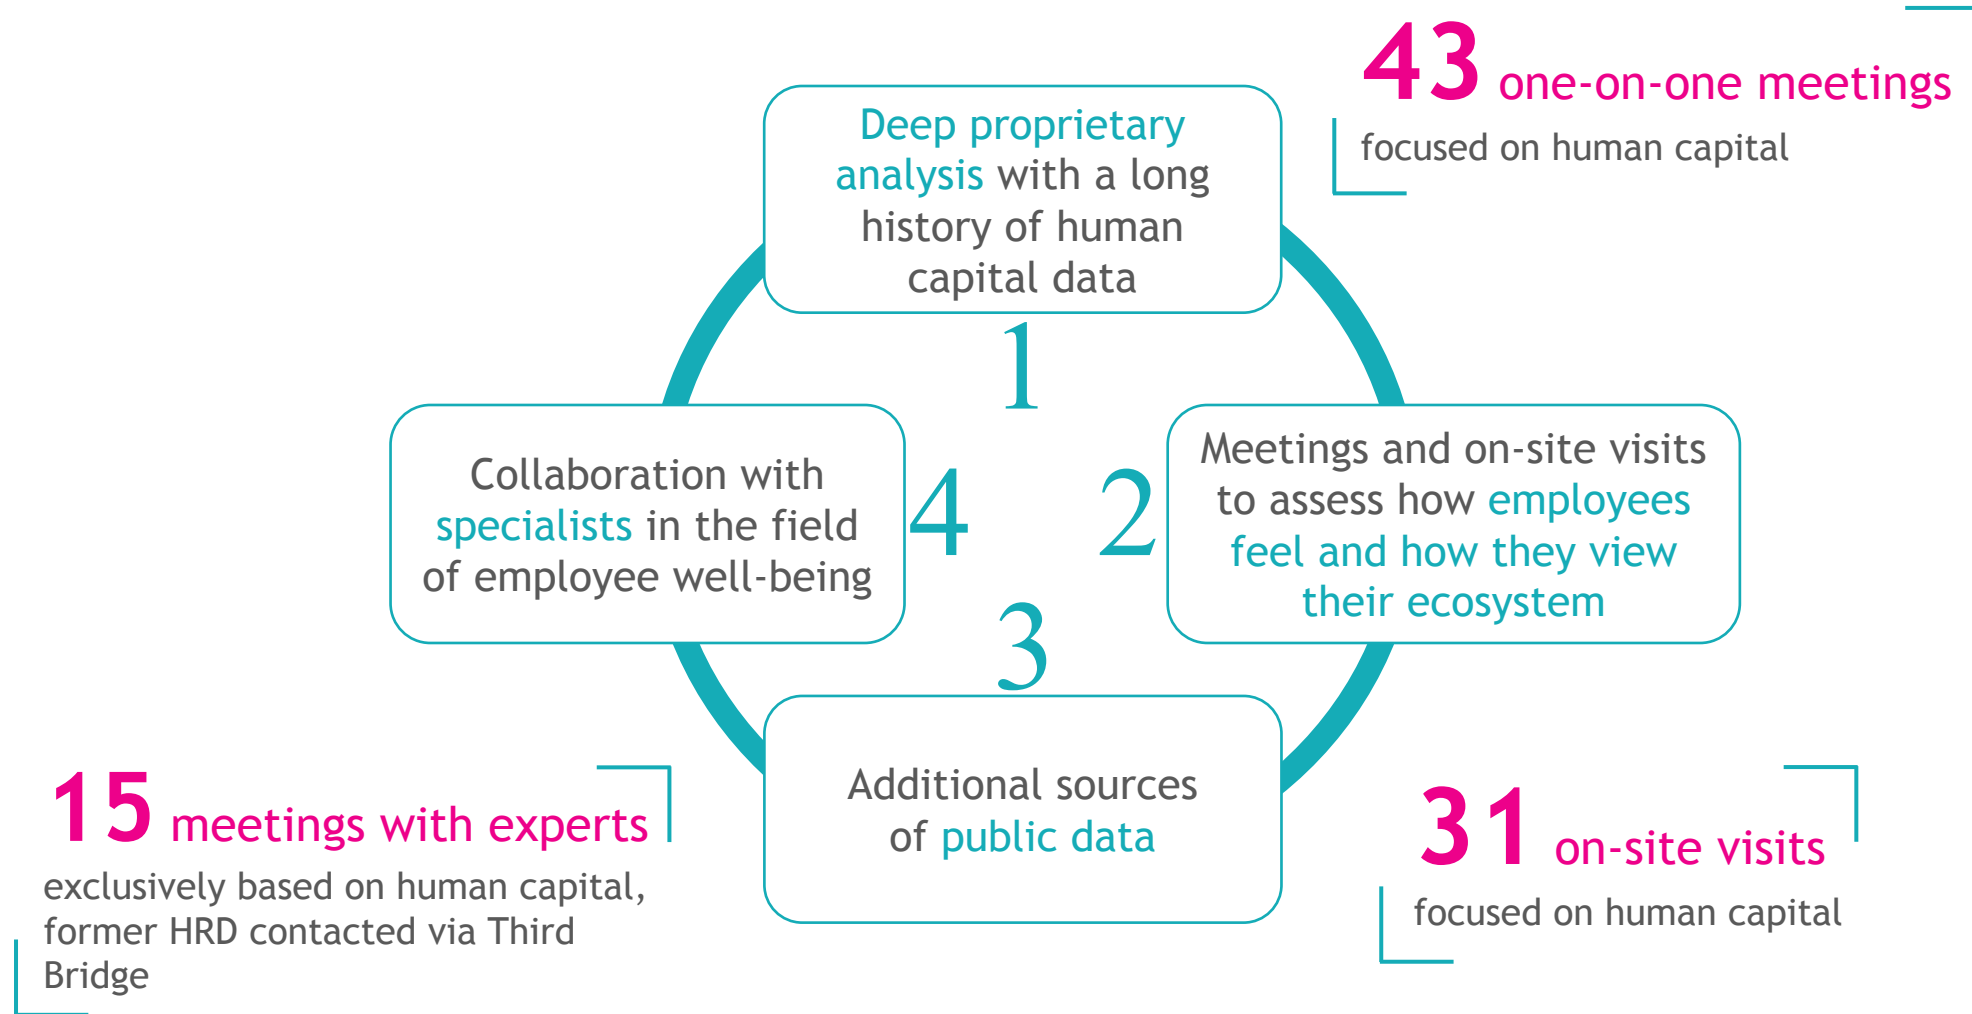 43 one-on-one meetings
focused on human capital
Deep proprietary
analysis with a long
history of human
capital data
1
Meetings and on-site visits
to assess how employees
feel and how they view
their ecosystem
2
Collaboration with
specialists in the field
of employee well-being
4
3
Additional sources
of public data
15 meetings with experts
exclusively based on human capital,
former HRD contacted via Third
Bridge
31 on-site visits
focused on human capital